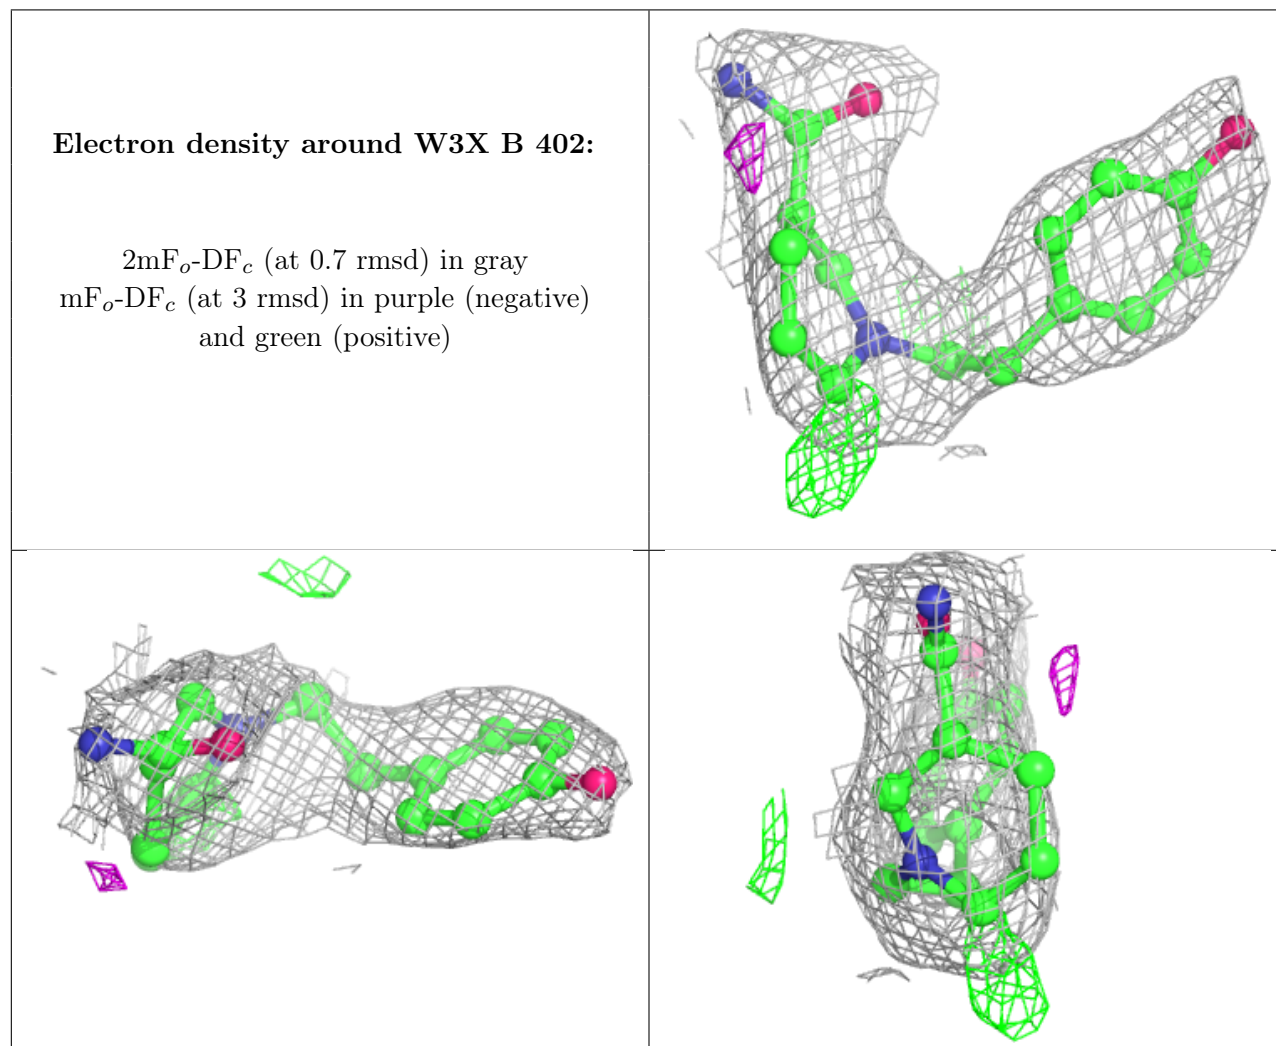 Electron density around W3X B 402:
2mFₒ-DF𝒸 (at 0.7 rmsd) in gray
mFₒ-DF𝒸 (at 3 rmsd) in purple (negative)
and green (positive)